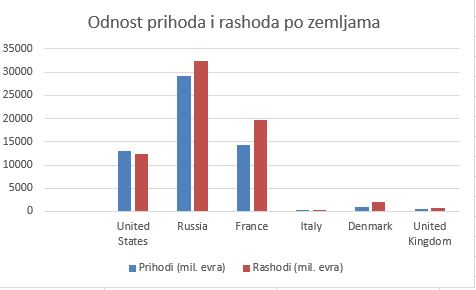 Odnost prihoda i rashoda po zemljama
35000
30000
25000
20000
15000
10000
5000
0
United States
Russia
France
Italy
Denmark
United Kingdom
Prihodi (mil. evra)
Rashodi (mil. evra)